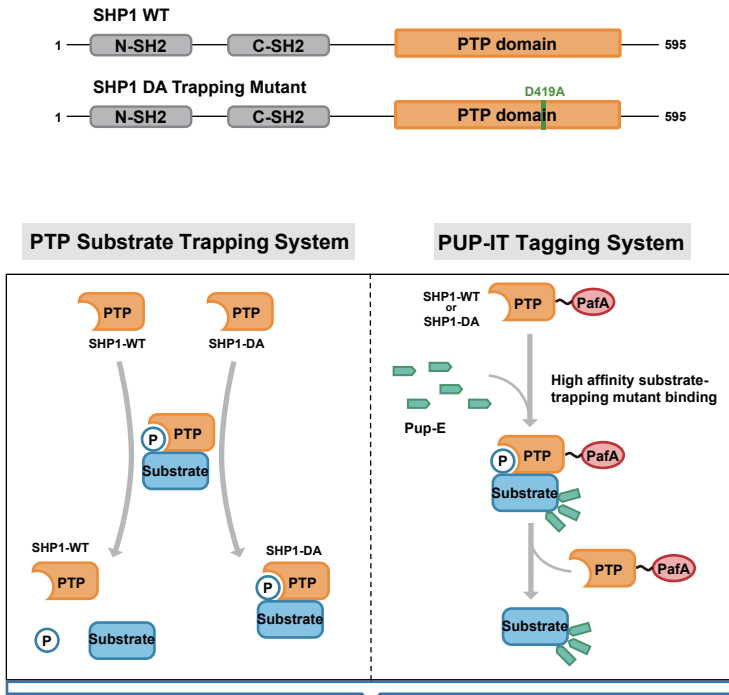 SHP1 WT
1 N-SH2 C-SH2 PTP domain 595
SHP1 DA Trapping Mutant
D419A
1 N-SH2 C-SH2 PTP domain 595
PTP Substrate Trapping System
PTP
SHP1-WT
PTP
SHP1-DA
P PTP
Substrate
SHP1-WT
PTP
P
Substrate
SHP1-DA
P PTP
Substrate
PUP-IT Tagging System
SHP1-WT
or
SHP1-DA
PTP PafA
Pup-E
High affinity substrate-
trapping mutant binding
P PTP PafA
Substrate
PTP PafA
Substrate